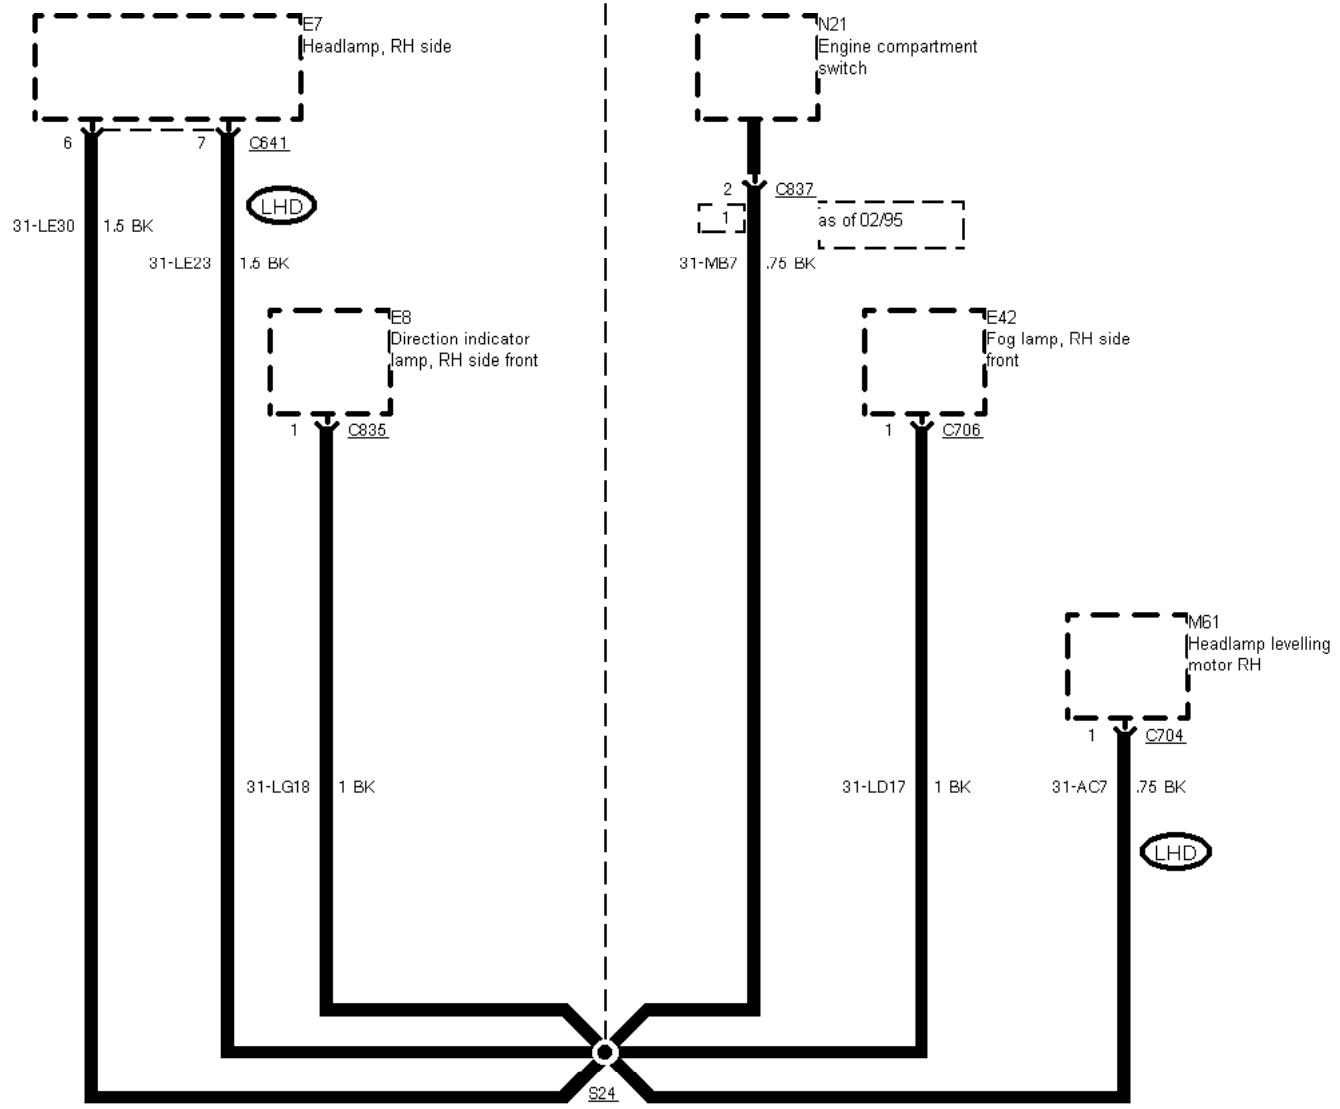 E7
Headlamp, RH side
N21
Engine compartment
switch
6
7
C641
2
C837
LHD
1
as of 02/95
31-LE30
1.5 BK
31-LE23
1.5 BK
31-MB7
.75 BK
E8
Direction indicator
lamp, RH side front
E42
Fog lamp, RH side
front
1
C835
1
C706
M61
Headlamp levelling
motor RH
1
C704
31-LG18
1 BK
31-LD17
1 BK
31-AC7
.75 BK
LHD
S24